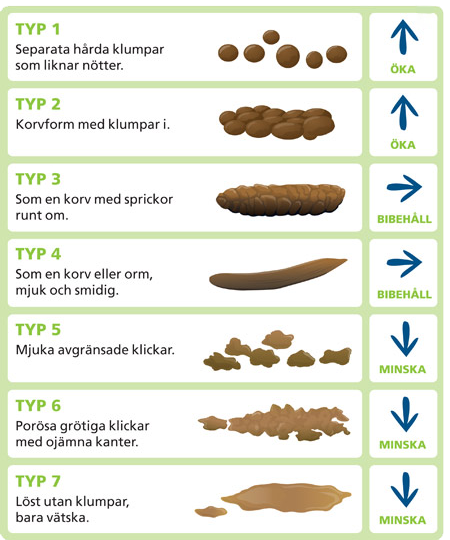 TYP 1
Separata hårda klumpar
som liknar nötter.
ÖKA
TYP 2
Korvform med klumpar i.
ÖKA
TYP 3
Som en korv med sprickor
runt om.
BIBEHÅLL
TYP 4
Som en korv eller orm,
mjuk och smidig.
BIBEHÅLL
TYP 5
Mjuka avgränsade klickar.
MINSKA
TYP 6
Porösa grötiga klickar
med ojämna kanter.
MINSKA
TYP 7
Löst utan klumpar,
bara vätska.
MINSKA